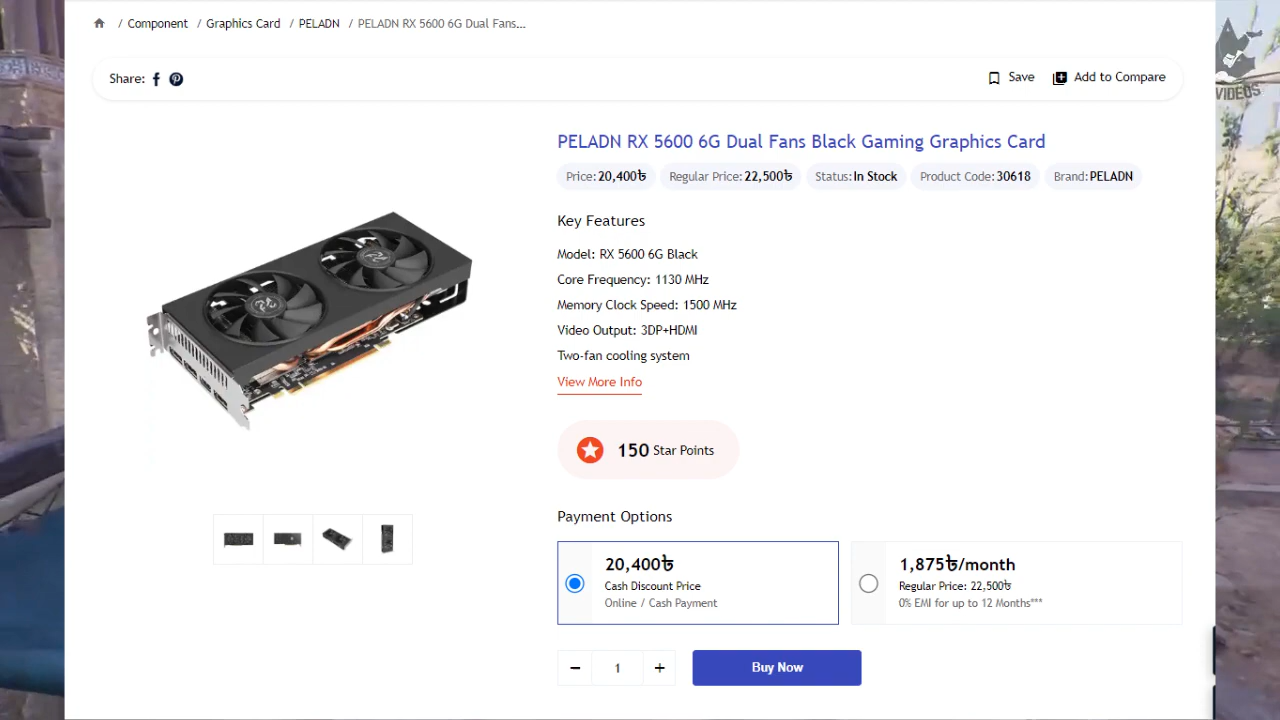 / Component / Graphics Card / PELADN / PELADN RX 5600 6G Dual Fans...
Share:
Save
Add to Compare
VIDEOS
PELADN RX 5600 6G Dual Fans Black Gaming Graphics Card
Price: 20,400৳
Regular Price: 22,500৳
Status: In Stock
Product Code: 30618
Brand: PELADN
Key Features
Model: RX 5600 6G Black
Core Frequency: 1130 MHz
Memory Clock Speed: 1500 MHz
Video Output: 3DP+HDMI
Two-fan cooling system
View More Info
150 Star Points
Payment Options
20,400৳
Cash Discount Price
Online / Cash Payment
1,875৳/month
Regular Price: 22,500৳
0% EMI for up to 12 Months***
− 1 +
Buy Now